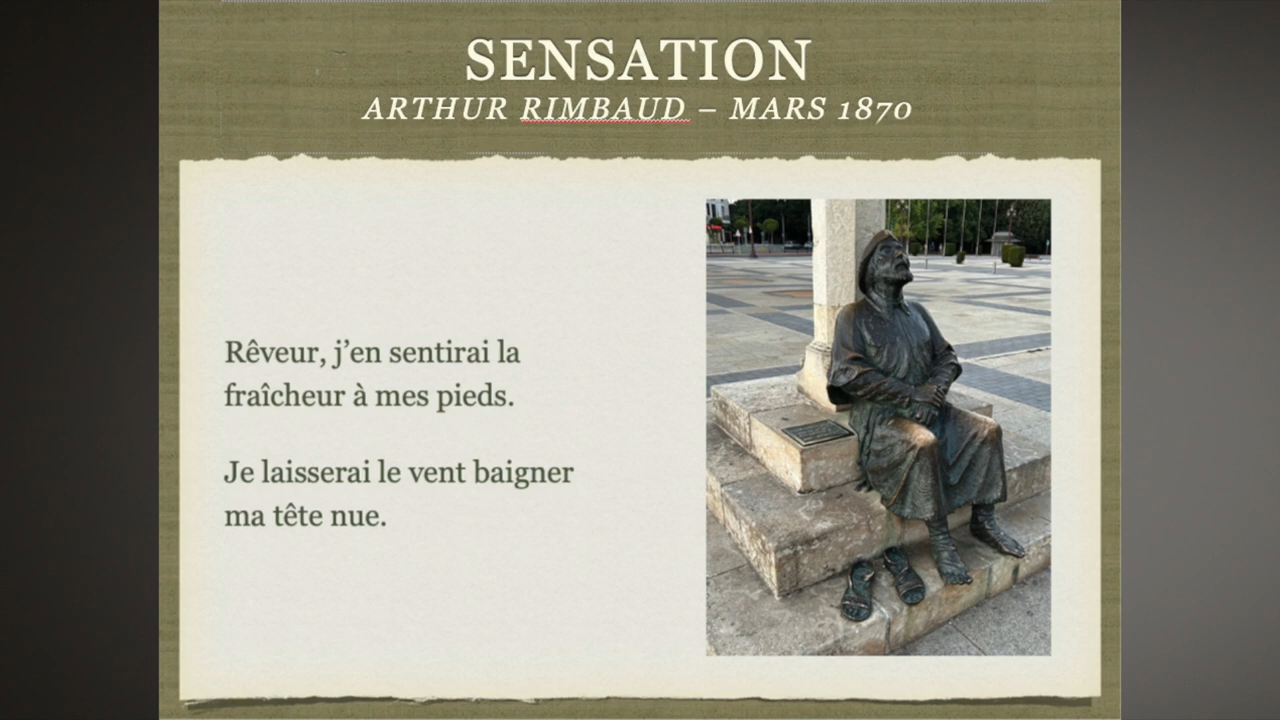 SENSATION
ARTHUR RIMBAUD – MARS 1870
Rêveur, j’en sentirai la
fraîcheur à mes pieds.
Je laisserai le vent baigner
ma tête nue.